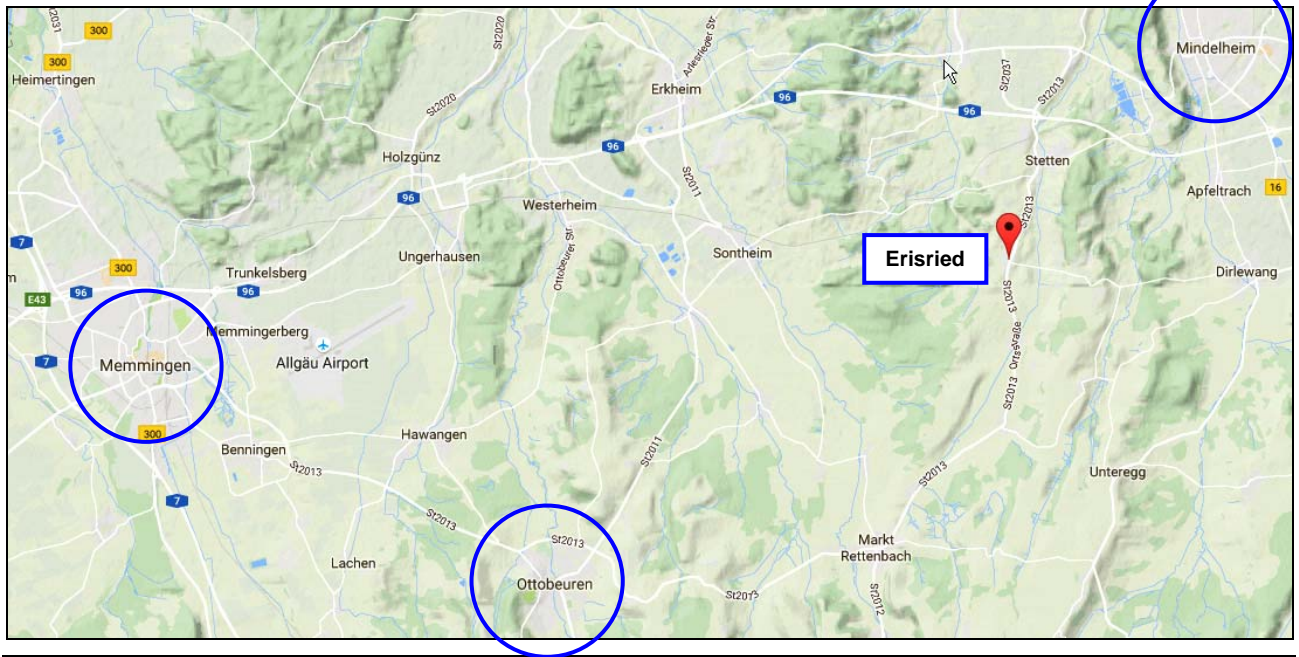 St2031
300
St2020
Arlesrieder Str.
Mindelheim
300
Heimertingen
Erkheim
St2037
St2013
St2020
96
96
96
Holzgünz
Stetten
St2011
96
Westerheim
Apfeltrach
16
St2013
7
Ungerhausen
Ottobeurer Str.
Sontheim
Erisried
m
300
Trunkelsberg
Dirlewang
E43
96
96
St2013
Memmingerberg
7
Memmingen
Allgäu Airport
Ortsstraße
St2013
300
Hawangen
Benningen
St2011
St2013
St2013
Unteregg
7
St2013
St2013
Markt
Rettenbach
Lachen
Ottobeuren
St2013
St2012